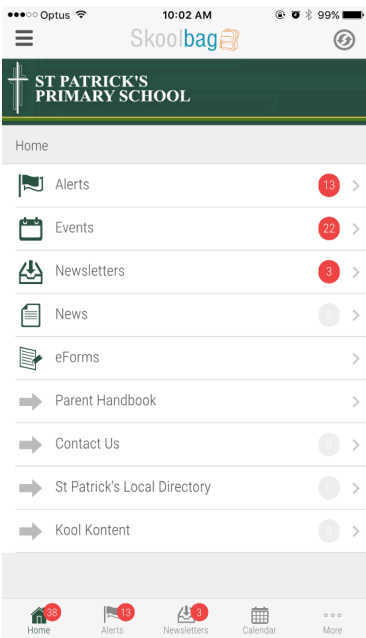 Optus 10:02 AM 99%
Skoolbag
ST PATRICK'S
PRIMARY SCHOOL
Home
Alerts 13
Events 22
Newsletters 3
News 0
eForms
Parent Handbook
Contact Us 0
St Patrick's Local Directory 0
Kool Kontent 0
38 13 3
Home Alerts Newsletters Calendar More